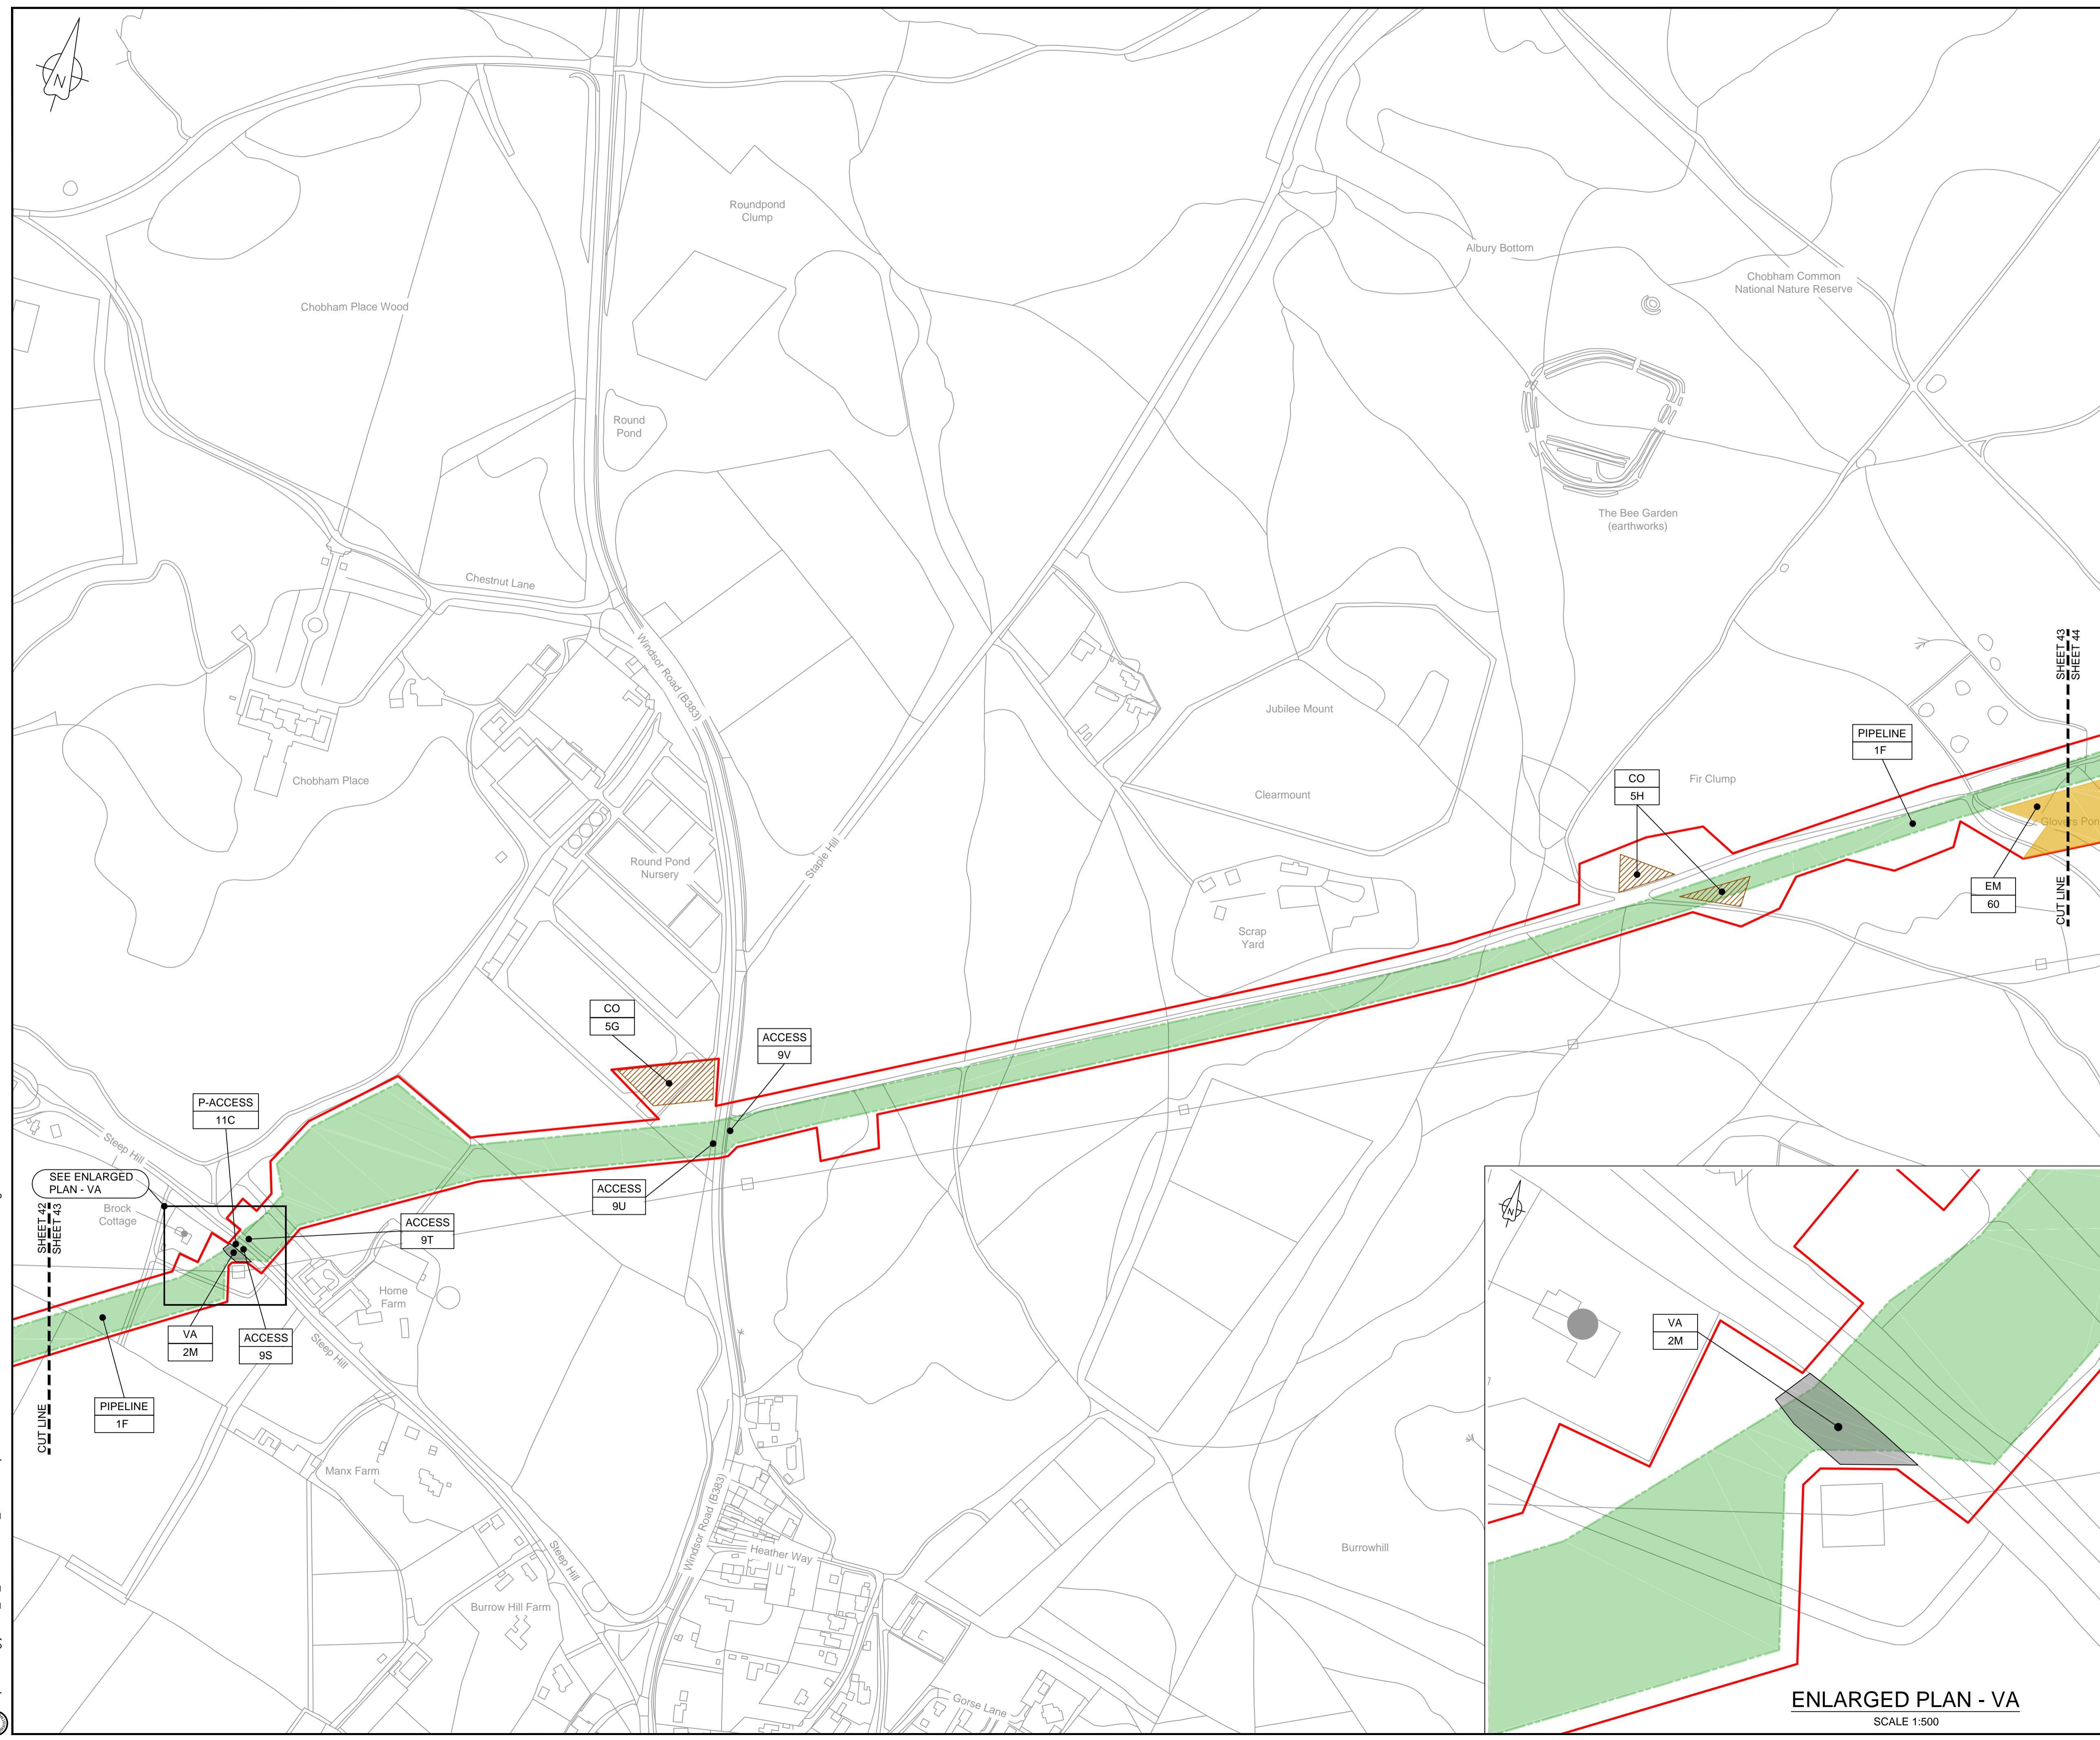 N
Roundpond
Clump
Albury Bottom
Chobham Common
National Nature Reserve
Chobham Place Wood
Round
Pond
The Bee Garden
(earthworks)
Chestnut Lane
Windsor Road (B383)
SHEET 43
SHEET 44
Jubilee Mount
PIPELINE
1F
Chobham Place
CO
5H
Fir Clump
Clearmount
Glovers Pon
Staple Hill
Round Pond
Nursery
EM
60
CUT LINE
Scrap
Yard
CO
5G
ACCESS
9V
P-ACCESS
11C
Steep Hill
SEE ENLARGED
PLAN - VA
ACCESS
9U
Brock
Cottage
SHEET 42
SHEET 43
ACCESS
9T
Home
Farm
VA
2M
ACCESS
9S
Steep Hill
PIPELINE
1F
CUT LINE
Manx Farm
Windsor Road (B383)
Steep Hill
Heather Way
Burrowhill
Burrow Hill Farm
Gorse Lane
N
VA
2M
ENLARGED PLAN - VA
SCALE 1:500